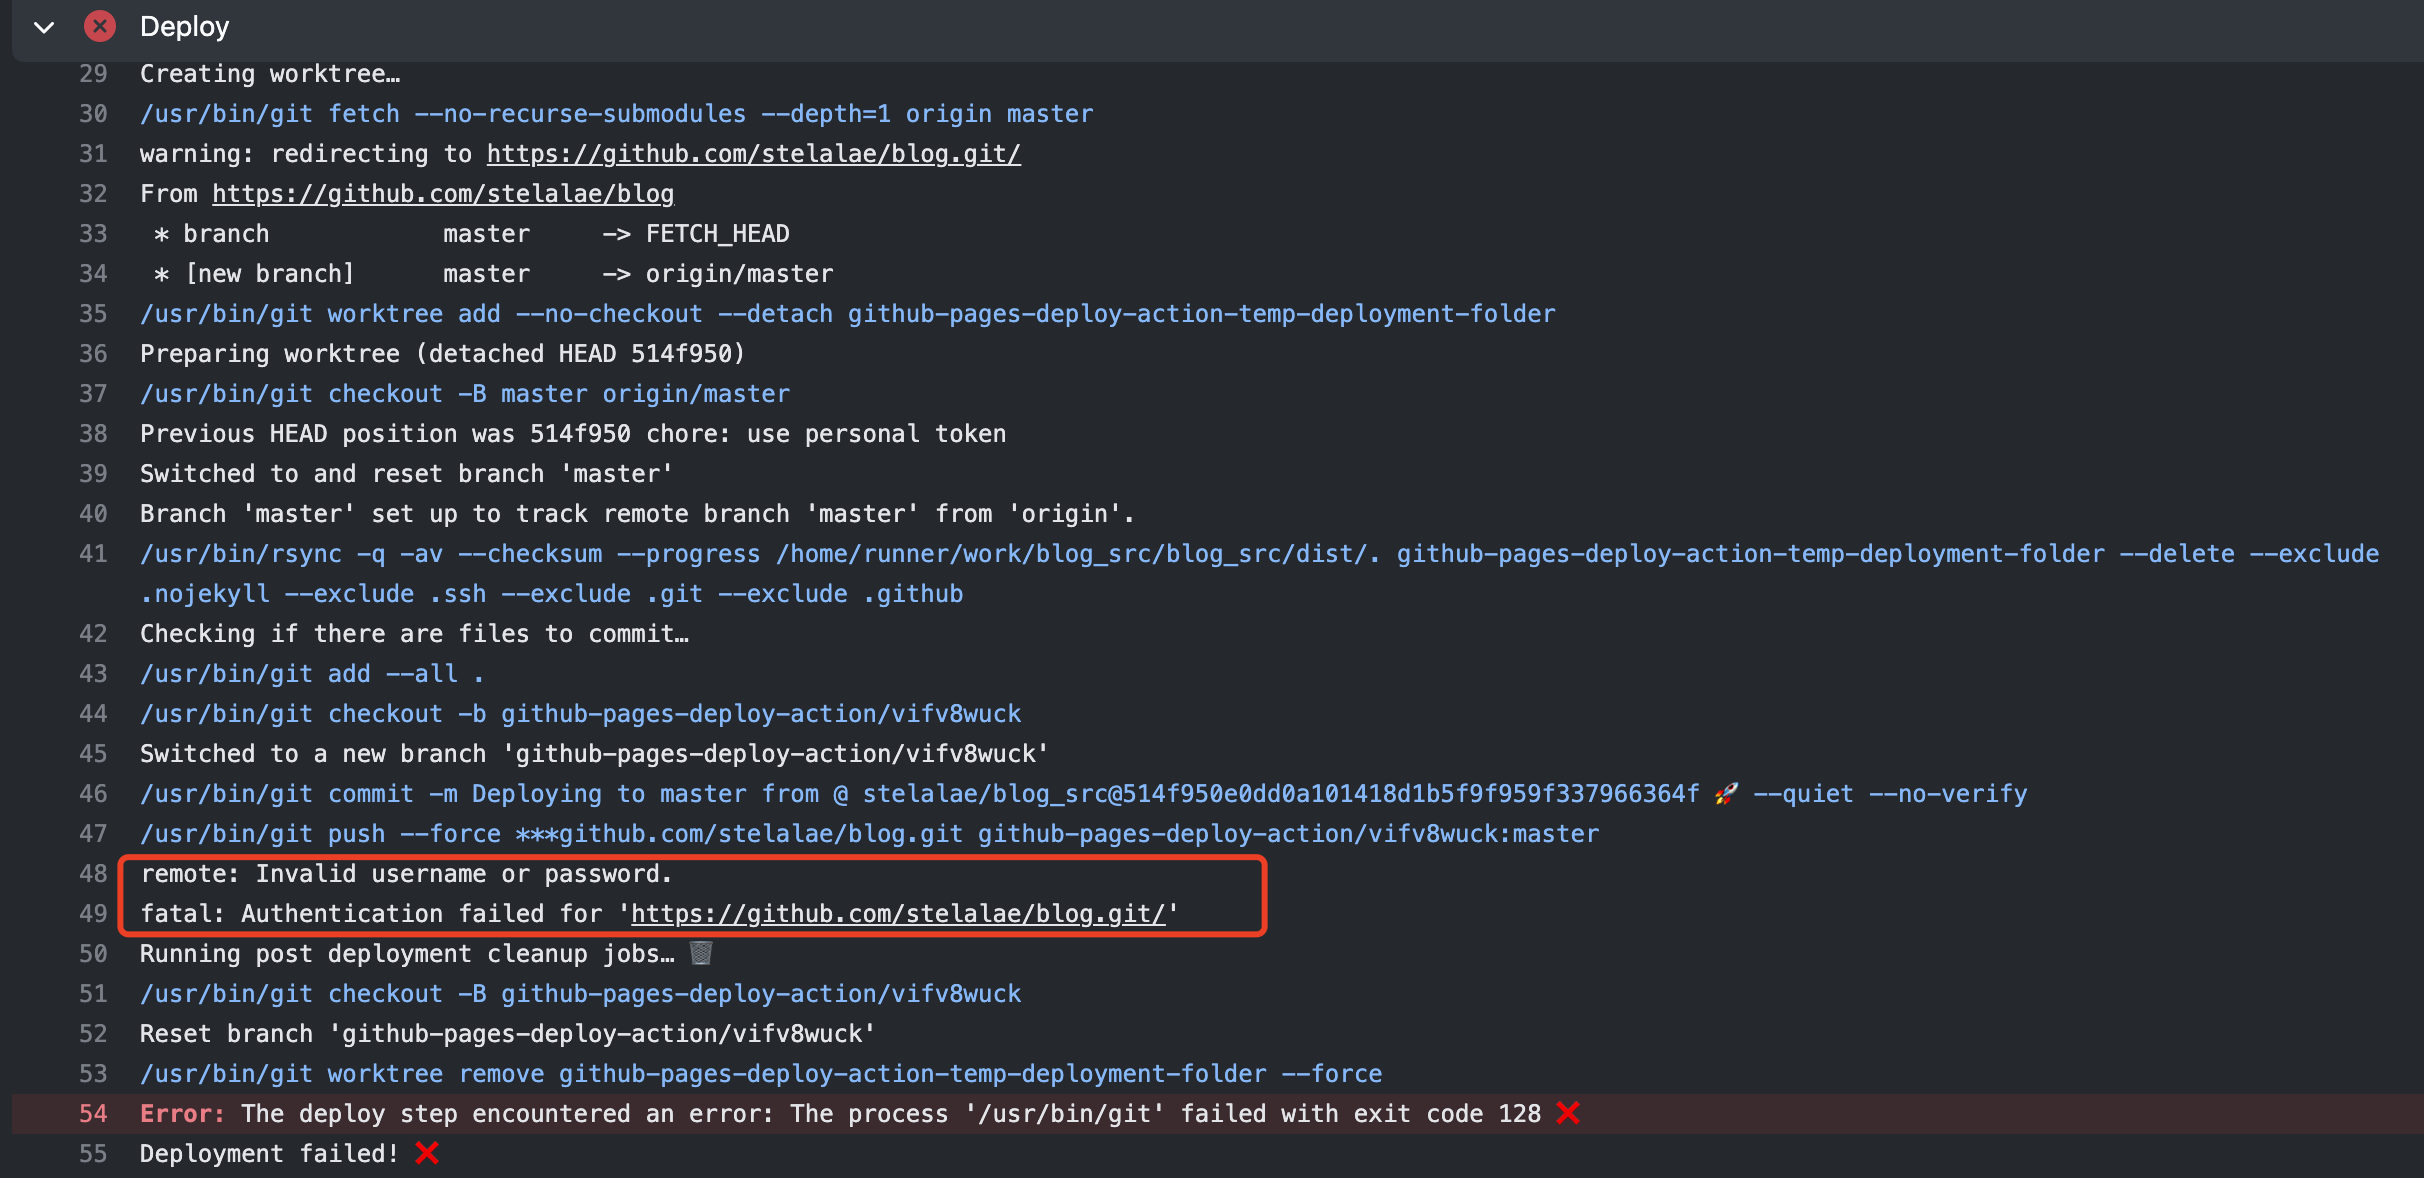 Deploy
29 Creating worktree…
30 /usr/bin/git fetch --no-recurse-submodules --depth=1 origin master
31 warning: redirecting to https://github.com/stelalae/blog.git/
32 From https://github.com/stelalae/blog
33  * branch            master     -> FETCH_HEAD
34  * [new branch]      master     -> origin/master
35 /usr/bin/git worktree add --no-checkout --detach github-pages-deploy-action-temp-deployment-folder
36 Preparing worktree (detached HEAD 514f950)
37 /usr/bin/git checkout -B master origin/master
38 Previous HEAD position was 514f950 chore: use personal token
39 Switched to and reset branch 'master'
40 Branch 'master' set up to track remote branch 'master' from 'origin'.
41 /usr/bin/rsync -q -av --checksum --progress /home/runner/work/blog_src/blog_src/dist/. github-pages-deploy-action-temp-deployment-folder --delete --exclude
.nojekyll --exclude .ssh --exclude .git --exclude .github
42 Checking if there are files to commit…
43 /usr/bin/git add --all .
44 /usr/bin/git checkout -b github-pages-deploy-action/vifv8wuck
45 Switched to a new branch 'github-pages-deploy-action/vifv8wuck'
46 /usr/bin/git commit -m Deploying to master from @ stelalae/blog_src@514f950e0dd0a101418d1b5f9f959f337966364f 🚀 --quiet --no-verify
47 /usr/bin/git push --force ***github.com/stelalae/blog.git github-pages-deploy-action/vifv8wuck:master
48 remote: Invalid username or password.
49 fatal: Authentication failed for 'https://github.com/stelalae/blog.git/'
50 Running post deployment cleanup jobs… 🗑️
51 /usr/bin/git checkout -B github-pages-deploy-action/vifv8wuck
52 Reset branch 'github-pages-deploy-action/vifv8wuck'
53 /usr/bin/git worktree remove github-pages-deploy-action-temp-deployment-folder --force
54 Error: The deploy step encountered an error: The process '/usr/bin/git' failed with exit code 128 ❌
55 Deployment failed! ❌